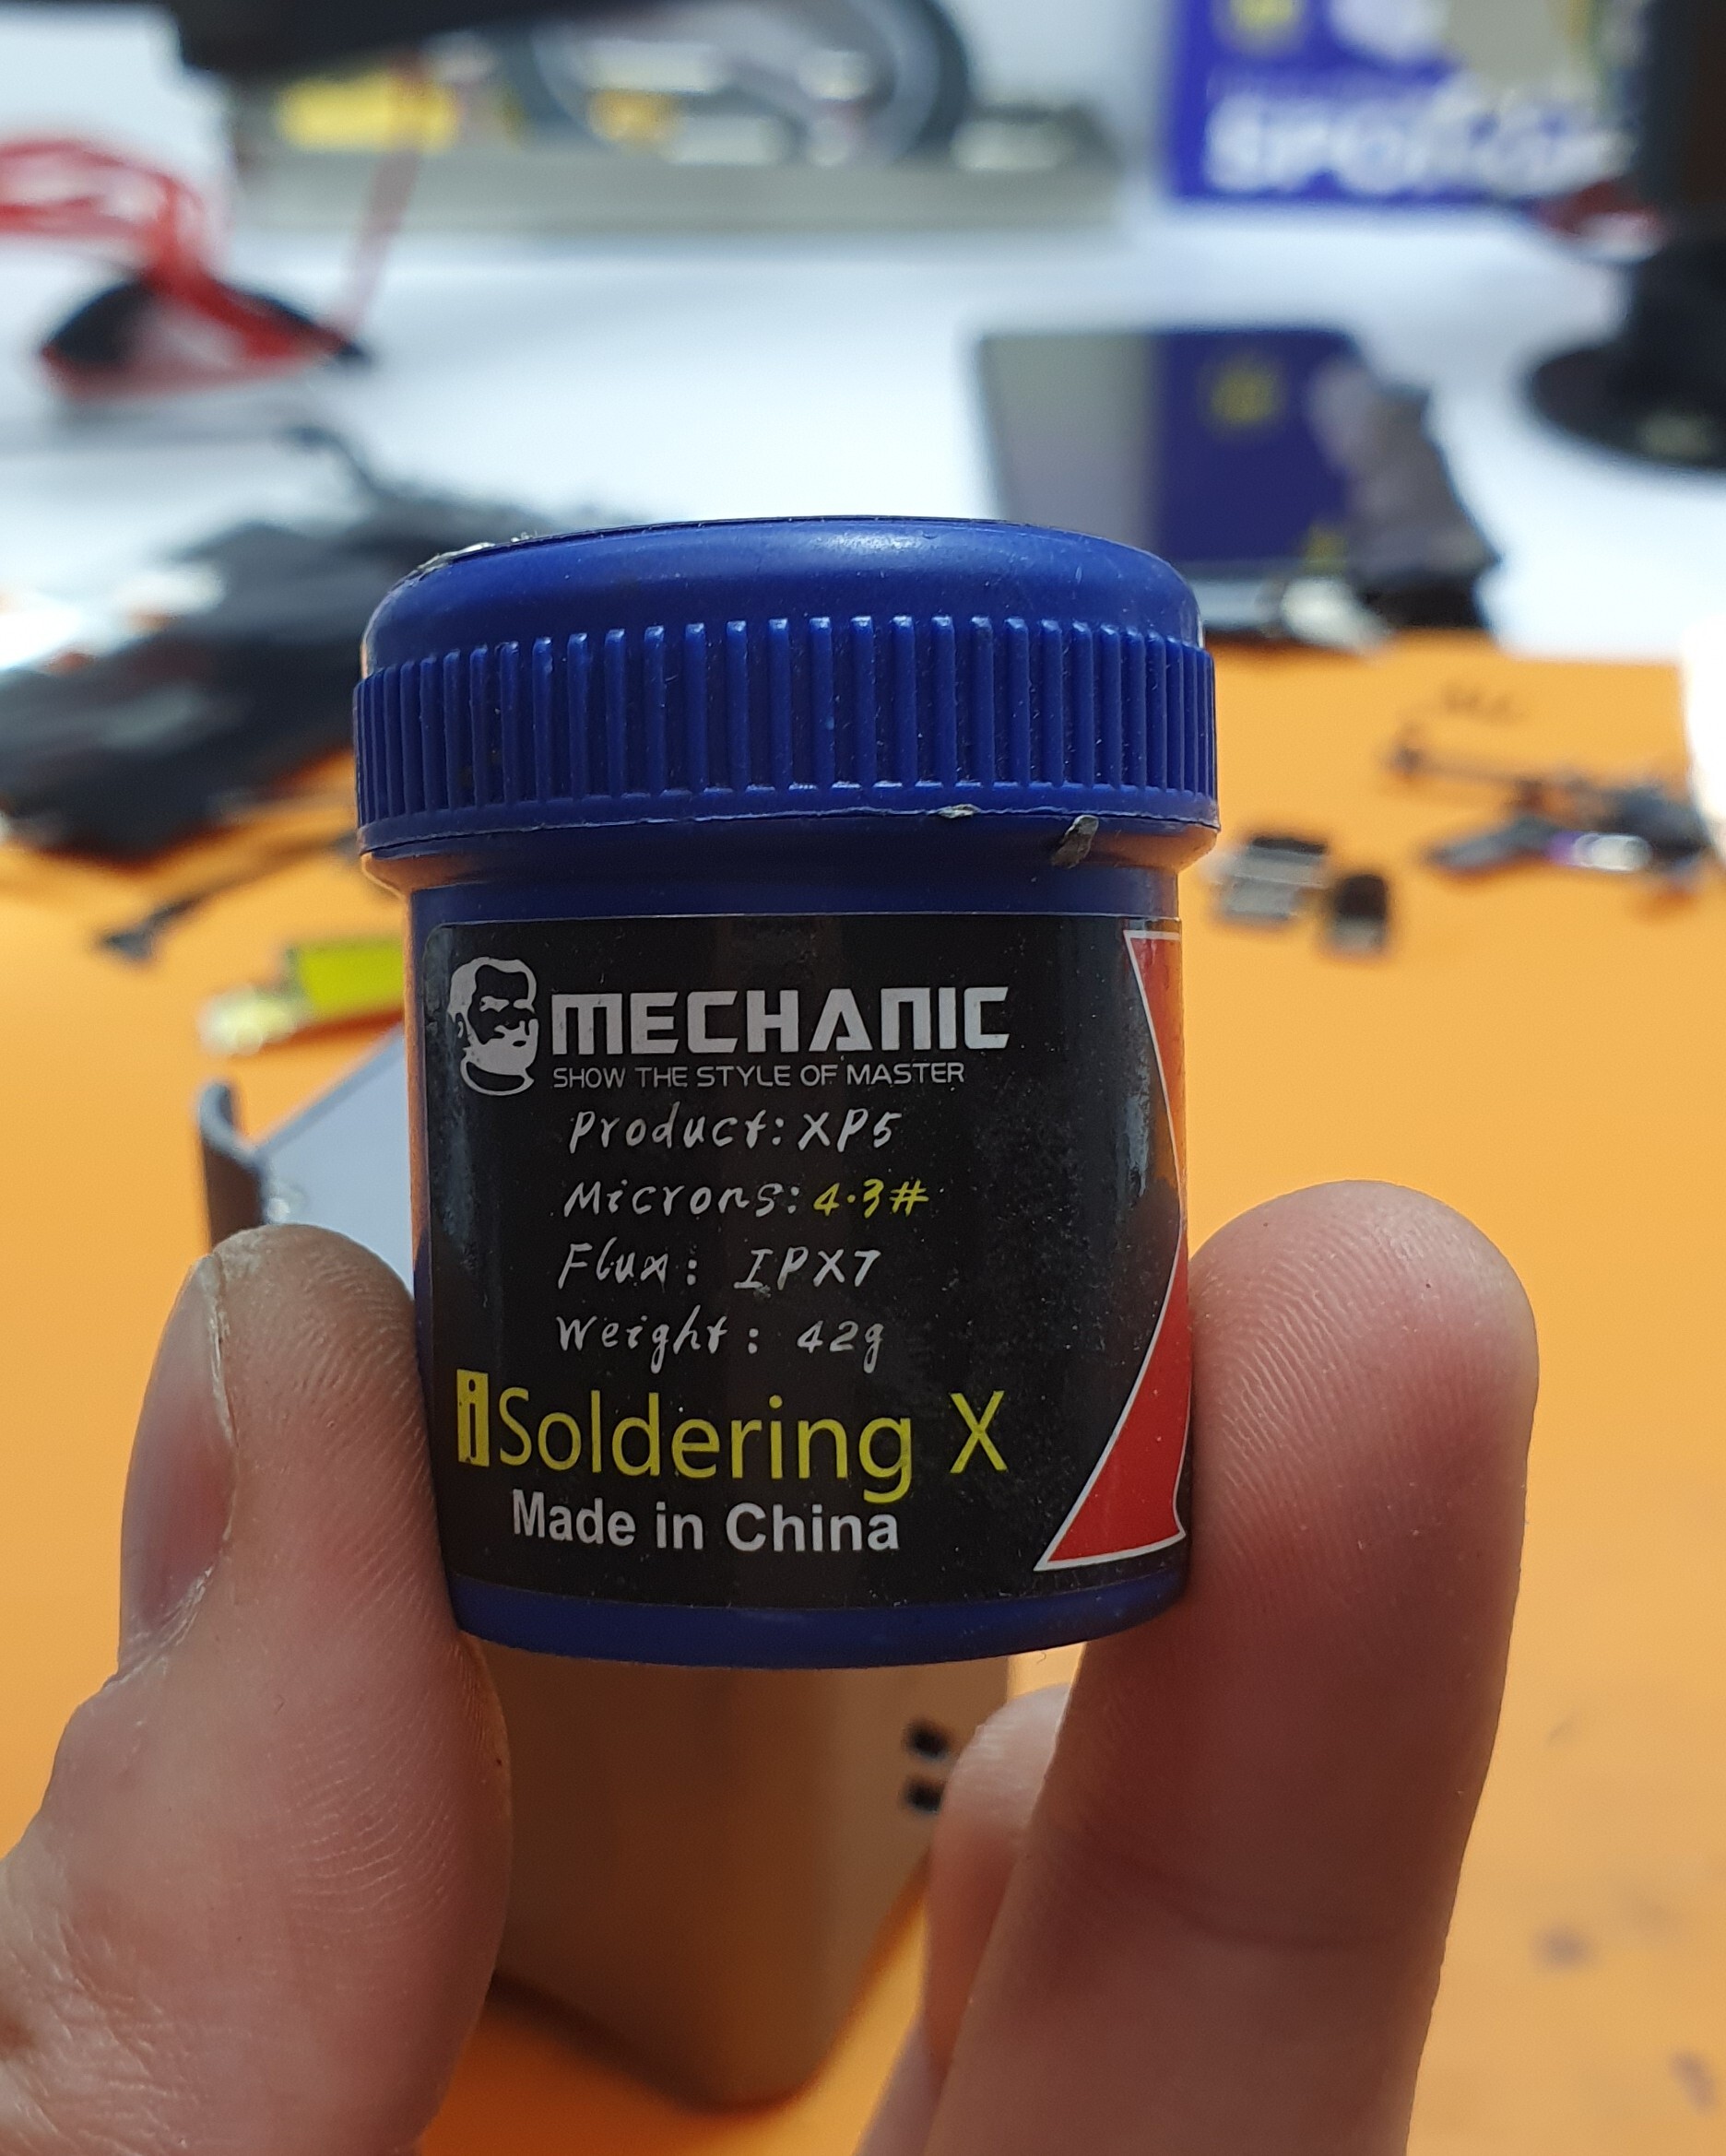 MECHANIC
SHOW THE STYLE OF MASTER
Product: XP5
Microns: 4.3#
Flux: IPX7
Weight: 42g
iSoldering X
Made in China